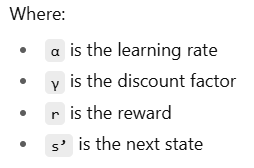 Where:
• α is the learning rate
• γ is the discount factor
• r is the reward
• s’ is the next state